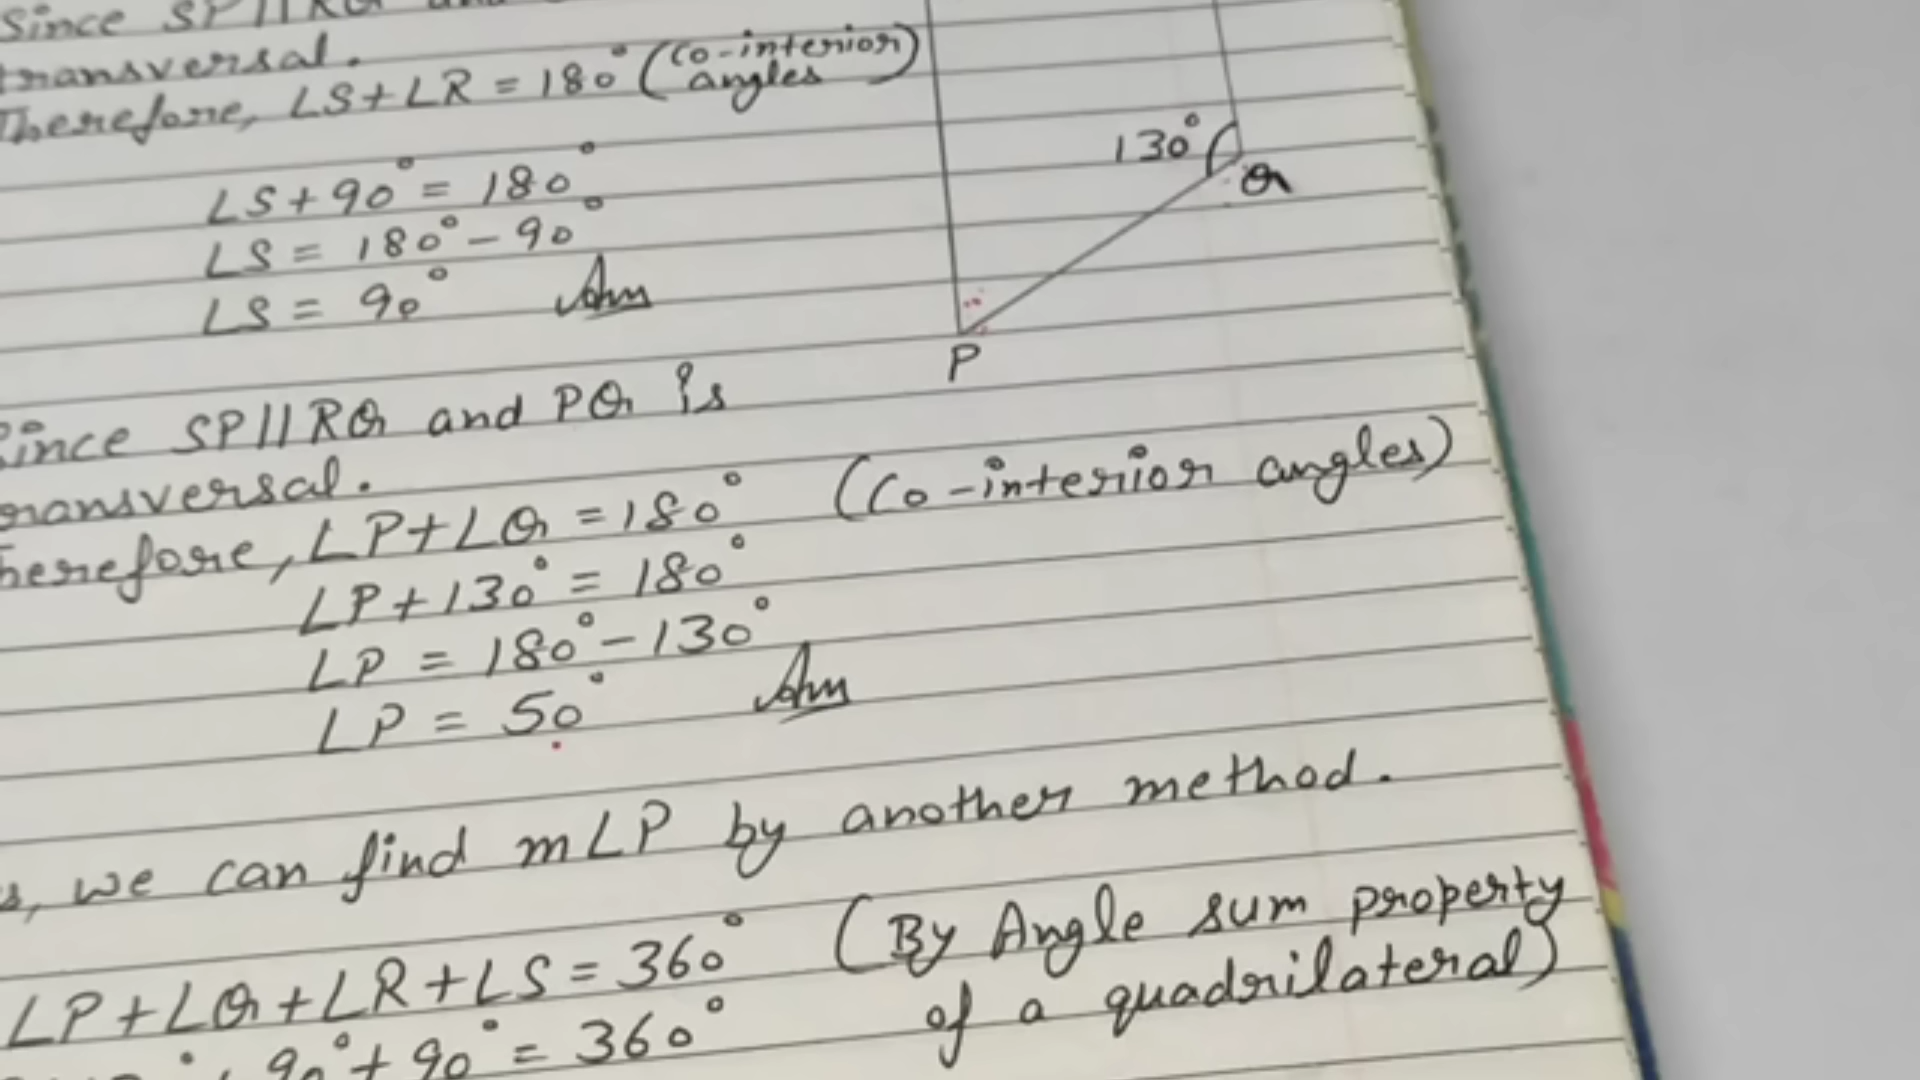 Since SP||RQ and
transversal.
Therefore, ∠S+∠R = 180° (co-interior angles)
∠S+90° = 180°
∠S = 180° - 90°
∠S = 90° Ans
130°
Q
P
Since SP||RQ and PQ is
transversal.
Therefore, ∠P+∠Q = 180° (Co-interior angles)
∠P+130° = 180°
∠P = 180° - 130°
∠P = 50° Ans
we can find m∠P by another method.
∠P+∠Q+∠R+∠S = 360° (By Angle sum property
of a quadrilateral)
90°+90° = 360°